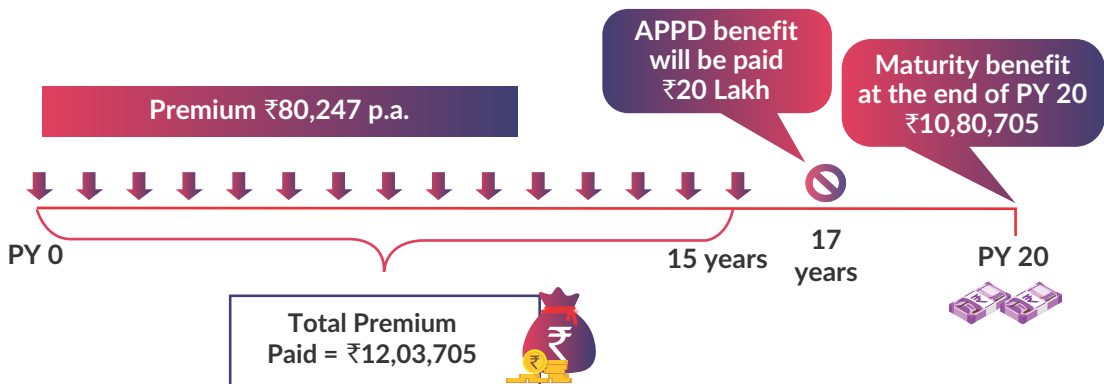 APPD benefit
will be paid
₹20 Lakh
Maturity benefit
at the end of PY 20
₹10,80,705
Premium ₹80,247 p.a.
PY 0
15 years
17
years
PY 20
Total Premium
Paid = ₹12,03,705
₹
₹